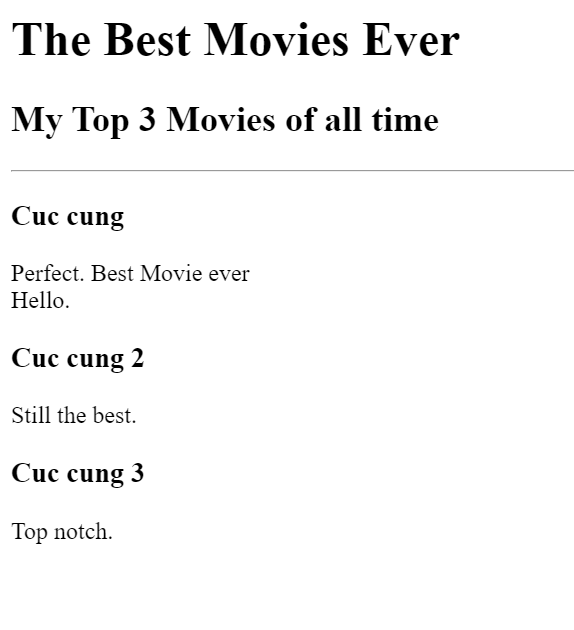 The Best Movies Ever
My Top 3 Movies of all time
Cuc cung
Perfect. Best Movie ever
Hello.
Cuc cung 2
Still the best.
Cuc cung 3
Top notch.